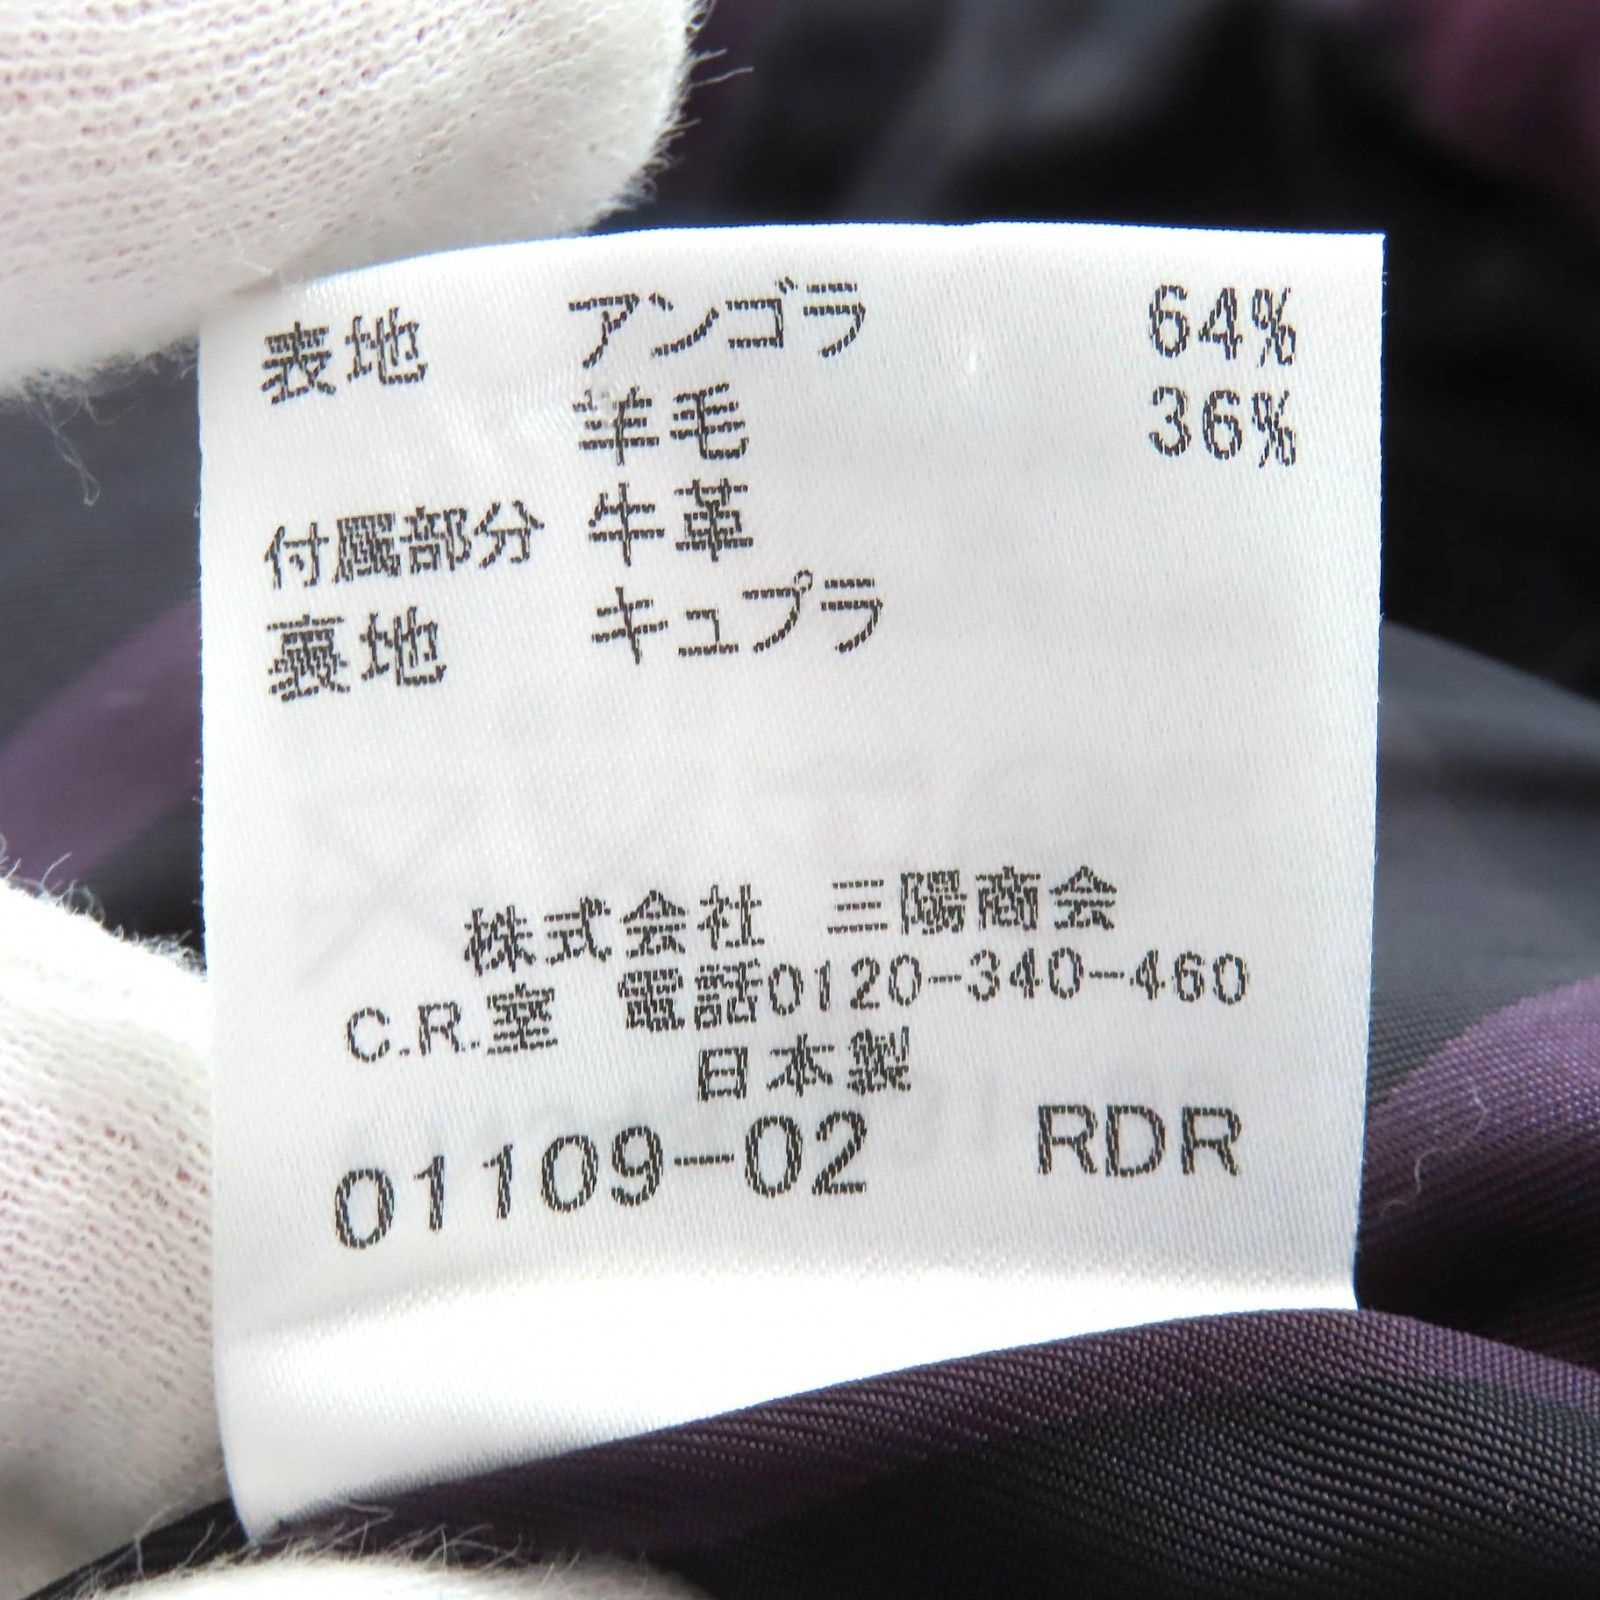 表地 アンゴラ 64%
羊毛 36%
付属部分 牛革
裏地 キュプラ
株式会社 三陽商会
C.R.室 電話0120-340-460
日本製
01109-02 RDR